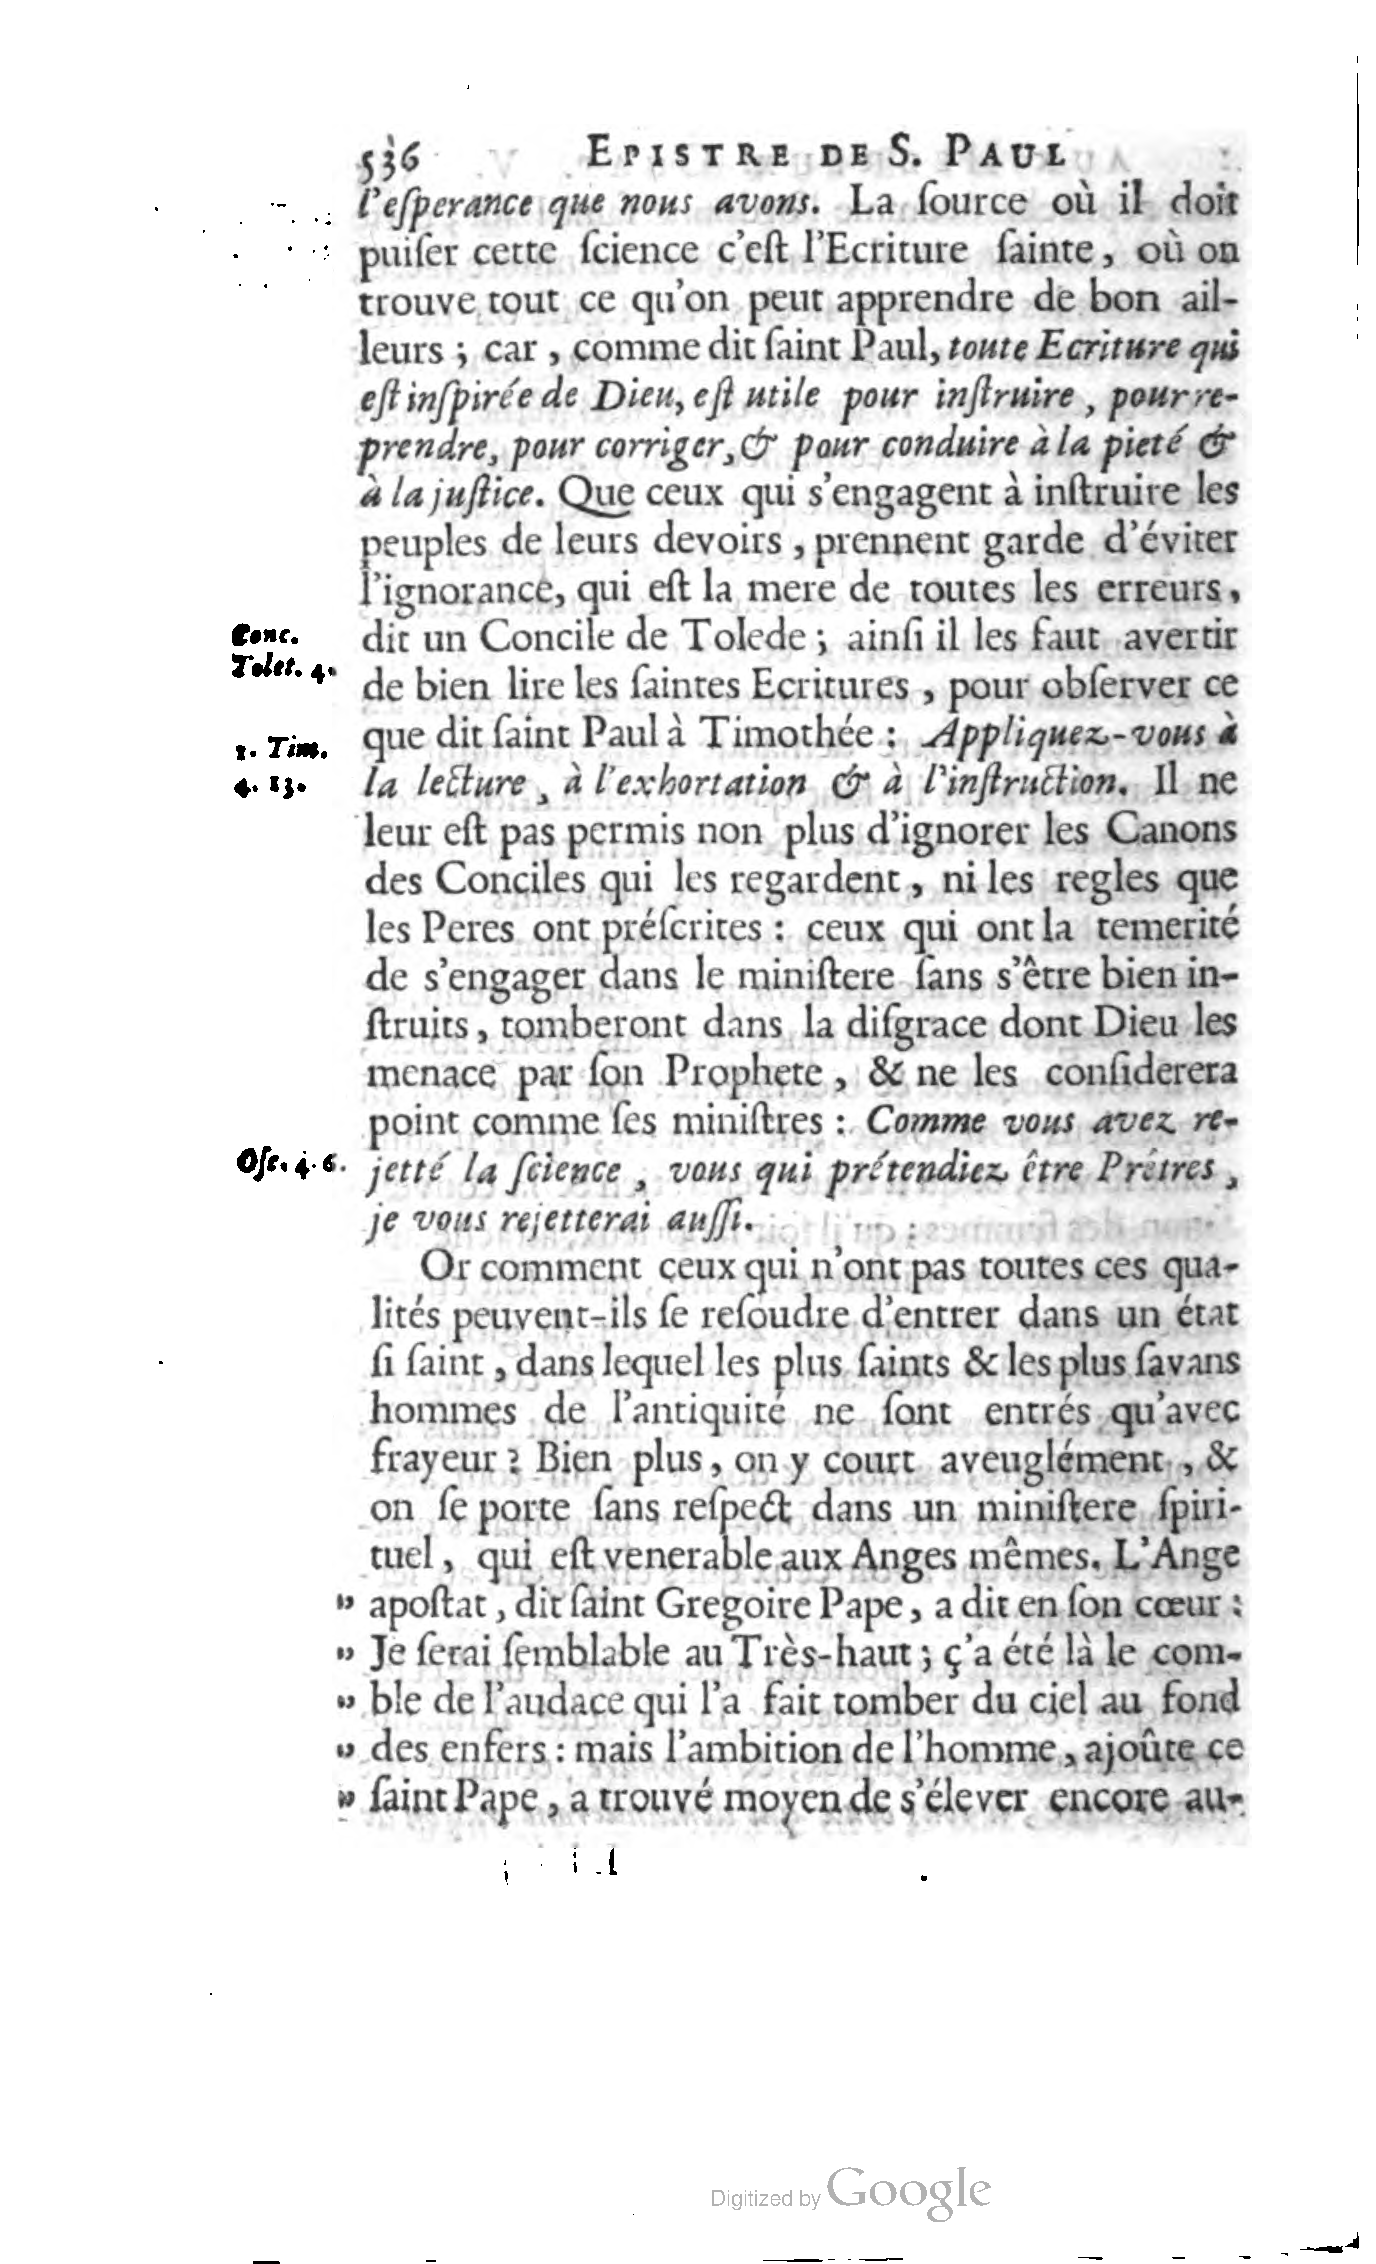 536 EPISTRE DE S. PAUL
l'eſperance que nous avons. La ſource où il doit
puiſer cette ſcience c'eſt l'Ecriture ſainte, où on
trouve tout ce qu'on peut apprendre de bon ail-
leurs ; car, comme dit ſaint Paul, toute Ecriture qui
eſt inſpirée de Dieu, eſt utile pour inſtruire, pour re-
prendre, pour corriger, & pour conduire à la pieté &
à la juſtice. Que ceux qui s'engagent à inſtruire les
peuples de leurs devoirs, prennent garde d'éviter
l'ignorance, qui eſt la mere de toutes les erreurs,
Conc. dit un Concile de Tolede ; ainſi il les faut avertir
Tolet. 4. de bien lire les ſaintes Ecritures, pour obſerver ce
1. Tim. que dit ſaint Paul à Timothée : Appliquez-vous à
4. 13. la lecture, à l'exhortation & à l'inſtruction. Il ne
leur eſt pas permis non plus d'ignorer les Canons
des Conciles qui les regardent, ni les regles que
les Peres ont préſcrites : ceux qui ont la temerité
de s'engager dans le miniſtere ſans s'être bien in-
ſtruits, tomberont dans la diſgrace dont Dieu les
menace par ſon Prophete, & ne les conſiderera
point comme ſes miniſtres : Comme vous avez re-
Oſe. 4. 6. jetté la ſcience, vous qui prétendiez être Prêtres,
je vous rejetterai auſſi.
Or comment ceux qui n'ont pas toutes ces qua-
lités peuvent-ils ſe reſoudre d'entrer dans un état
ſi ſaint, dans lequel les plus ſaints & les plus ſavans
hommes de l'antiquité ne ſont entrés qu'avec
frayeur ? Bien plus, on y court aveuglément, &
on ſe porte ſans reſpect dans un miniſtere ſpiri-
tuel, qui eſt venerable aux Anges mêmes. L'Ange
" apoſtat, dit ſaint Gregoire Pape, a dit en ſon cœur :
" Je ſerai ſemblable au Très-haut ; ç'a été là le com-
" ble de l'audace qui l'a fait tomber du ciel au fond
" des enfers : mais l'ambition de l'homme, ajoûte ce
" ſaint Pape, a trouvé moyen de s'élever encore au-
Digitized by Google